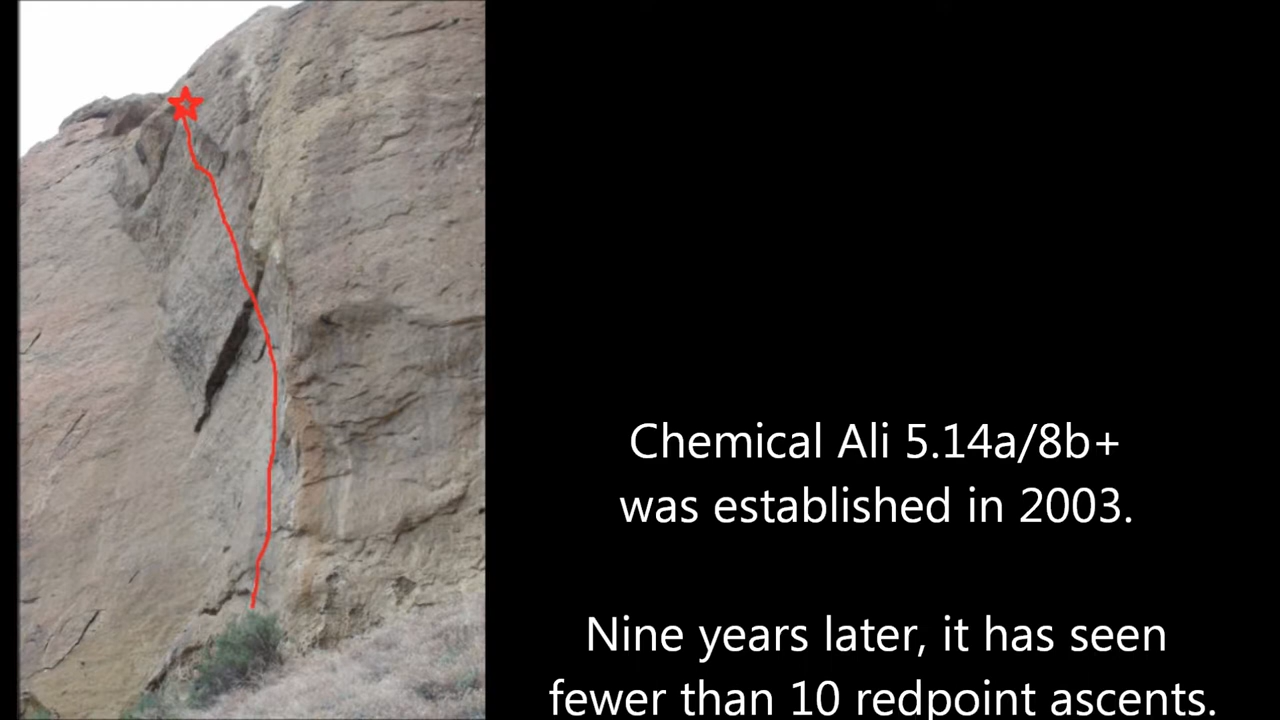 Chemical Ali 5.14a/8b+
was established in 2003.
Nine years later, it has seen
fewer than 10 redpoint ascents.